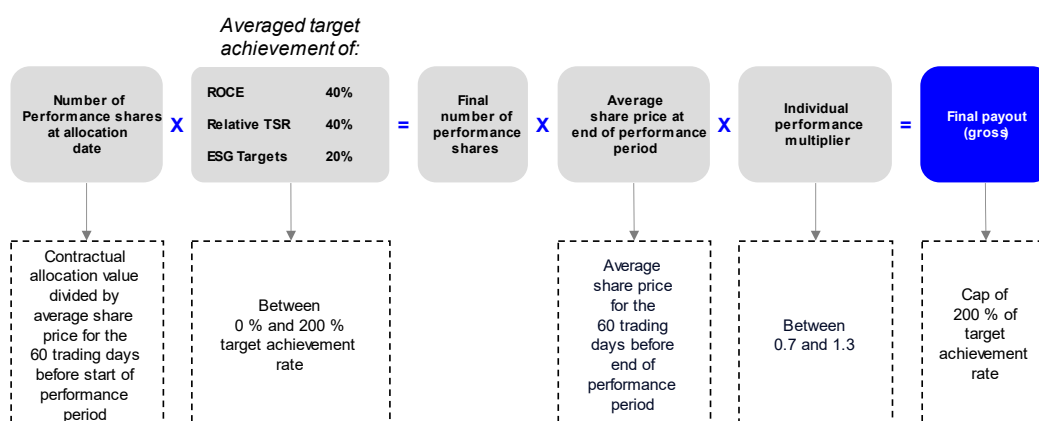 Averaged target
achievement of:
Number of
Performance shares
at allocation
date
X
ROCE 40%
Relative TSR 40%
ESG Targets 20%
=
Final
number of
performance
shares
X
Average
share price at
end of performance
period
X
Individual
performance
multiplier
=
Final payout
(gross)
Contractual
allocation value
divided by
average share
price for the
60 trading days
before start of
performance
period
Between
0 % and 200 %
target achievement
rate
Average
share price
for the
60 trading
days before
end of
performance
period
Between
0.7 and 1.3
Cap of
200 % of
target
achievement
rate